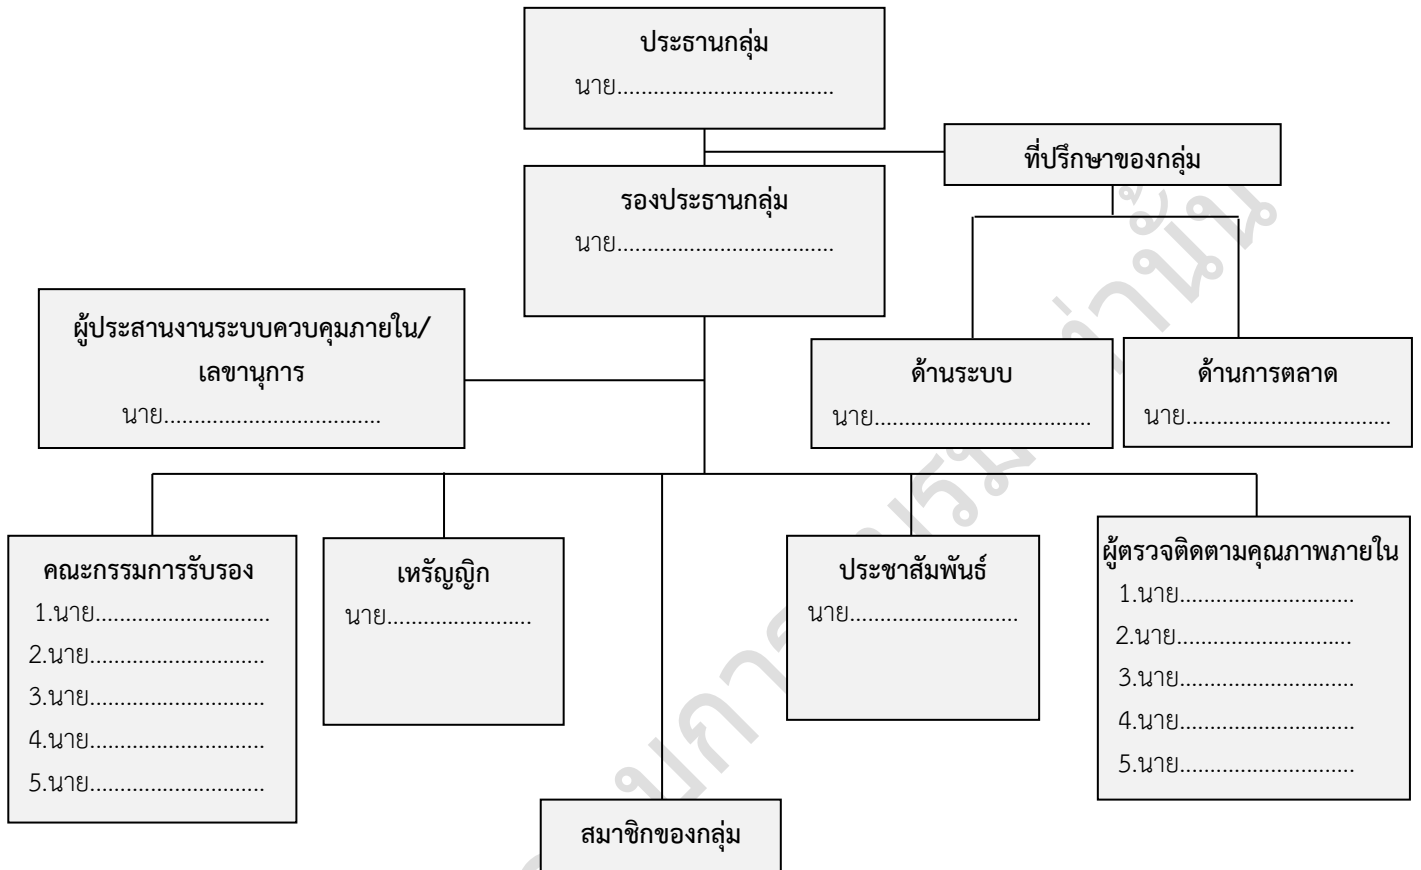 ประธานกลุ่ม
นาย....................................
ที่ปรึกษาของกลุ่ม
รองประธานกลุ่ม
นาย....................................
ผู้ประสานงานระบบควบคุมภายใน/
เลขานุการ
นาย....................................
ด้านระบบ
นาย....................................
ด้านการตลาด
นาย..................................
คณะกรรมการรับรอง
1.นาย.............................
2.นาย.............................
3.นาย.............................
4.นาย.............................
5.นาย.............................
เหรัญญิก
นาย........................
ประชาสัมพันธ์
นาย............................
ผู้ตรวจติดตามคุณภาพภายใน
1.นาย.............................
2.นาย.............................
3.นาย.............................
4.นาย.............................
5.นาย.............................
สมาชิกของกลุ่ม